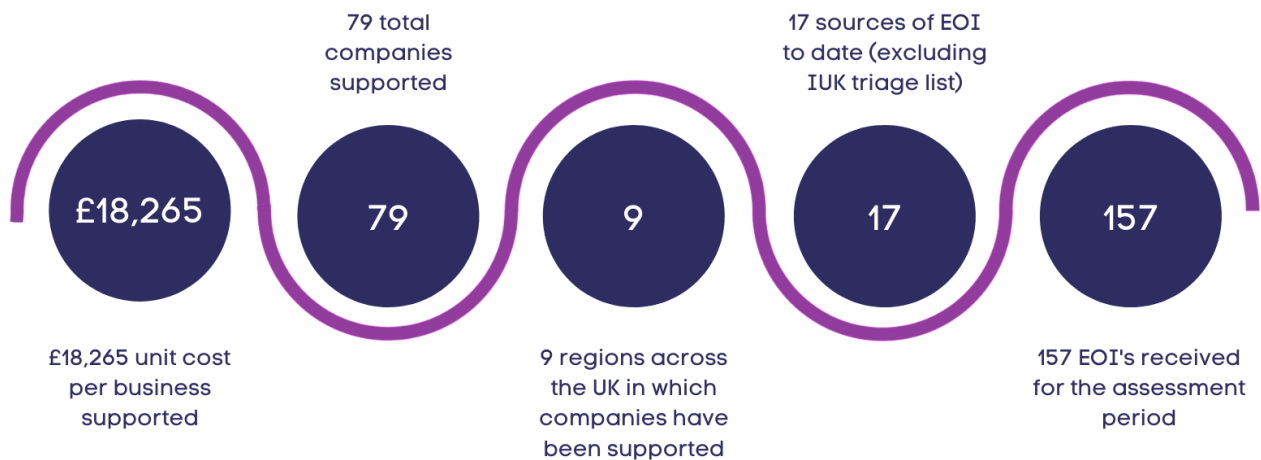 79 total
companies
supported
17 sources of EOI
to date (excluding
IUK triage list)
£18,265
79
9
17
157
£18,265 unit cost
per business
supported
9 regions across
the UK in which
companies have
been supported
157 EOI's received
for the assessment
period